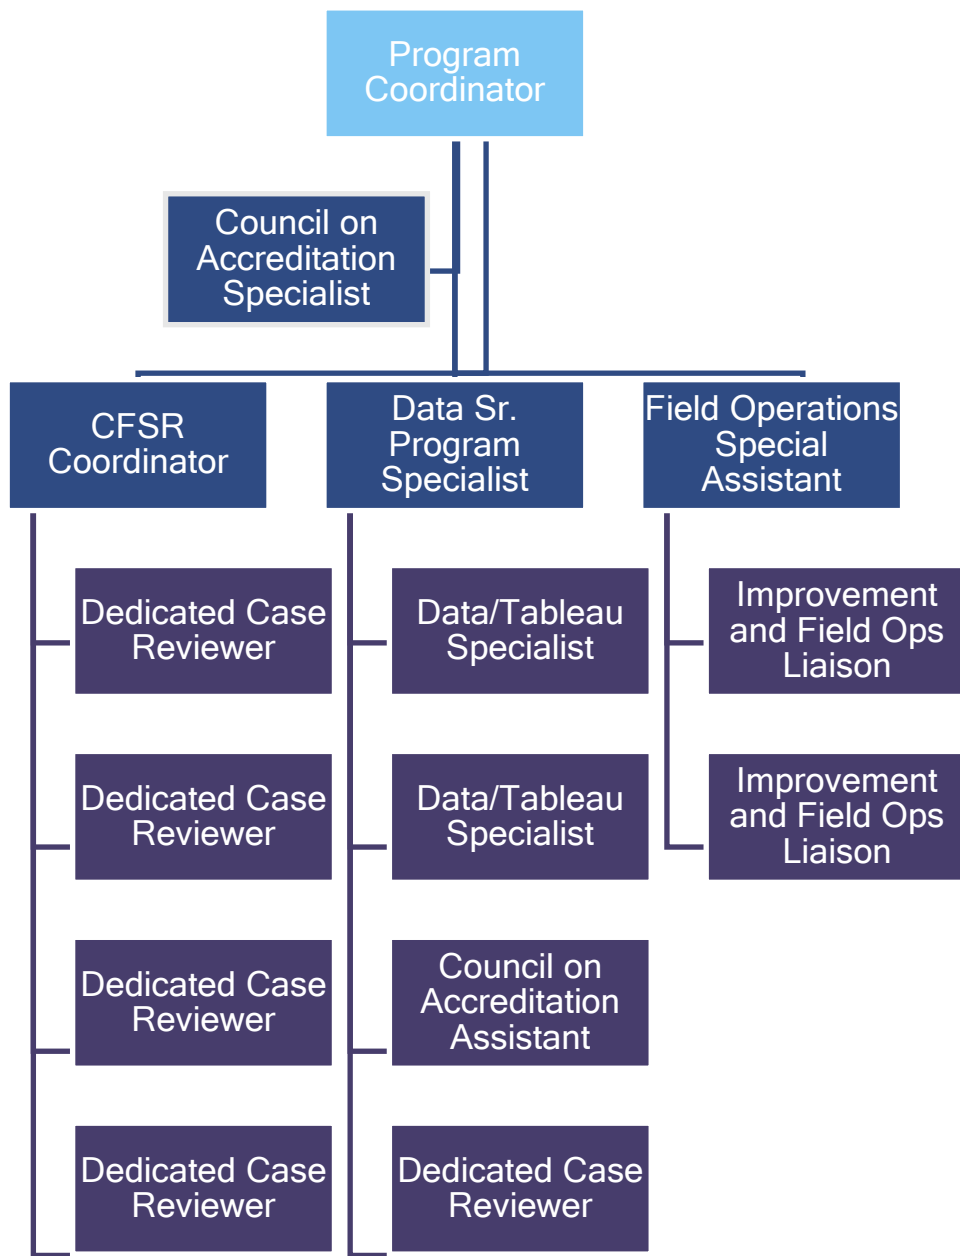 Program
Coordinator
Council on
Accreditation
Specialist
CFSR
Coordinator
Data Sr.
Program
Specialist
Field Operations
Special
Assistant
Dedicated Case
Reviewer
Data/Tableau
Specialist
Improvement
and Field Ops
Liaison
Dedicated Case
Reviewer
Data/Tableau
Specialist
Improvement
and Field Ops
Liaison
Dedicated Case
Reviewer
Council on
Accreditation
Assistant
Dedicated Case
Reviewer
Dedicated Case
Reviewer